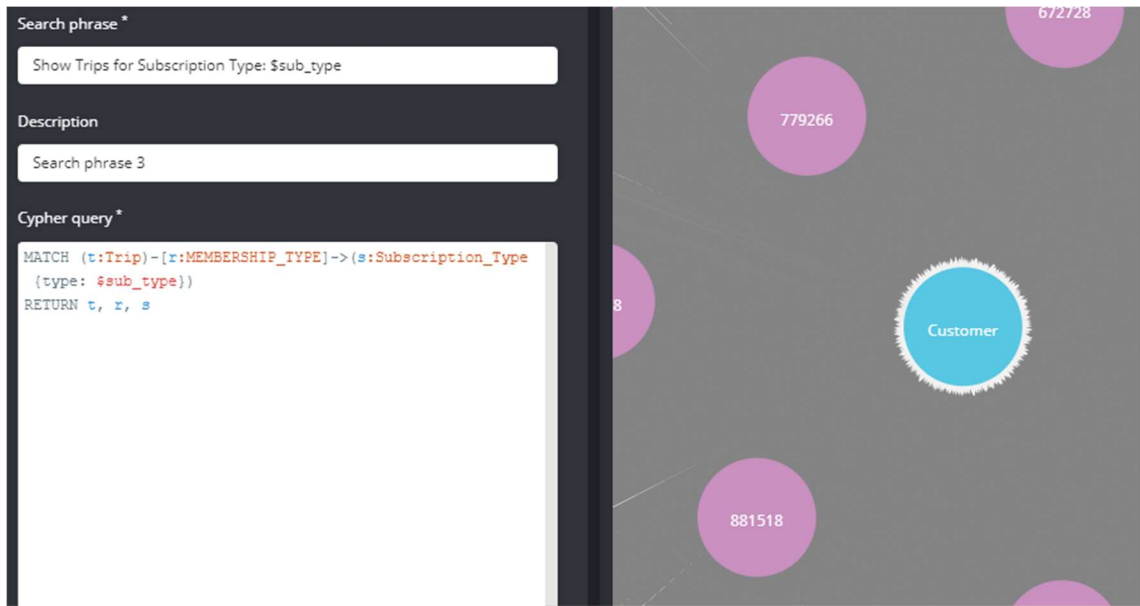 Search phrase *
Show Trips for Subscription Type: $sub_type
Description
Search phrase 3
Cypher query *
MATCH (t:Trip)-[r:MEMBERSHIP_TYPE]->(s:Subscription_Type
{type: $sub_type})
RETURN t, r, s
672728
779266
8
Customer
881518